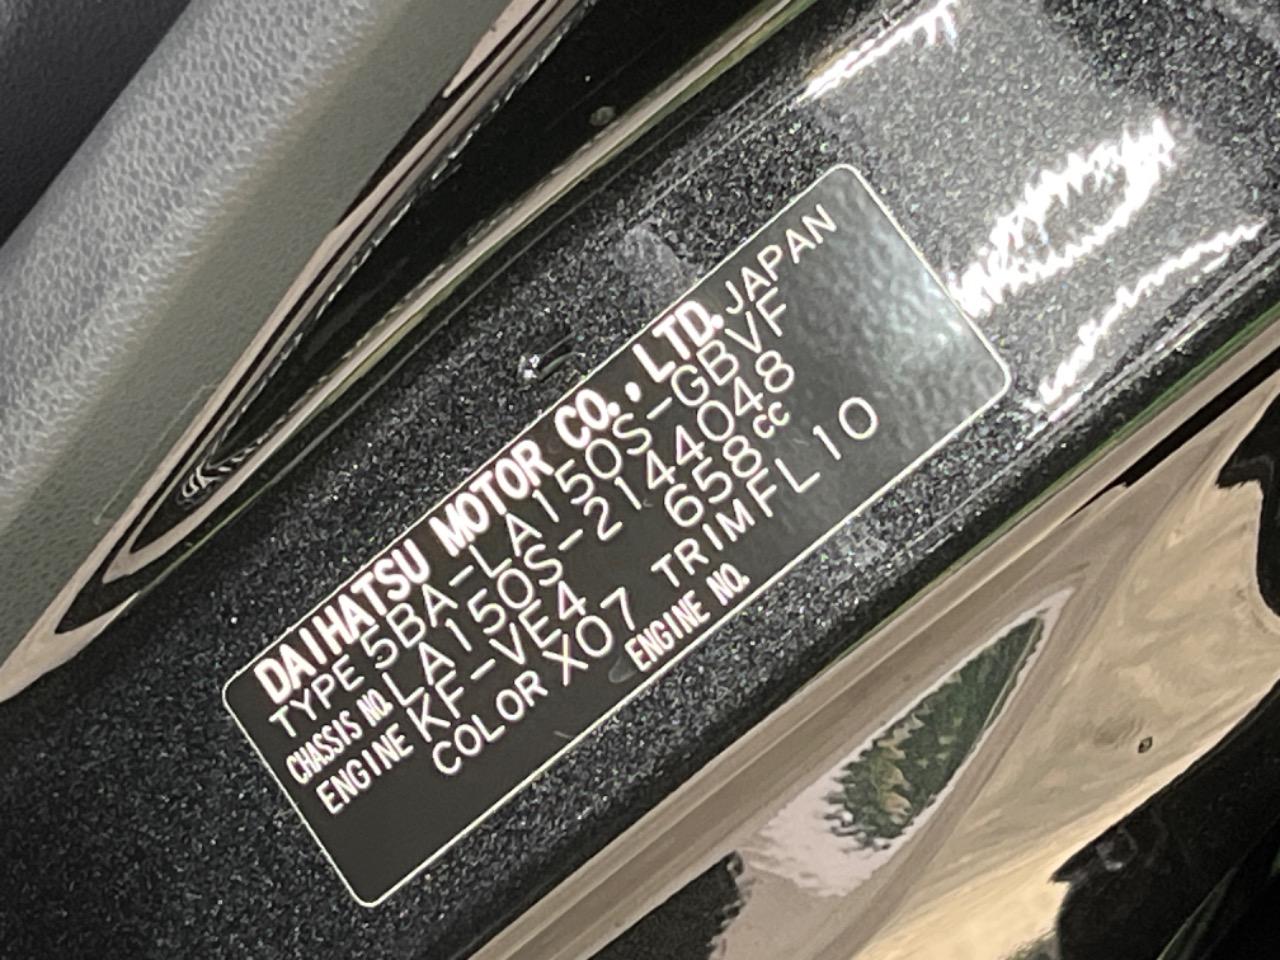 DAIHATSU MOTOR CO., LTD. JAPAN
TYPE 5BA-LA150S-GBVF
CHASSIS NO. LA150S-2144048
ENGINE KF-VE4 658cc
COLOR X07 TRIM FL10
ENGINE NO.